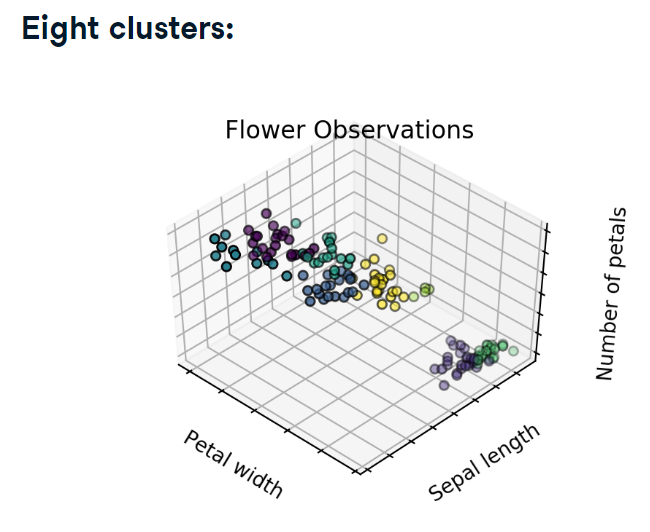 Eight clusters:
Flower Observations
Number of petals
Petal width
Sepal length